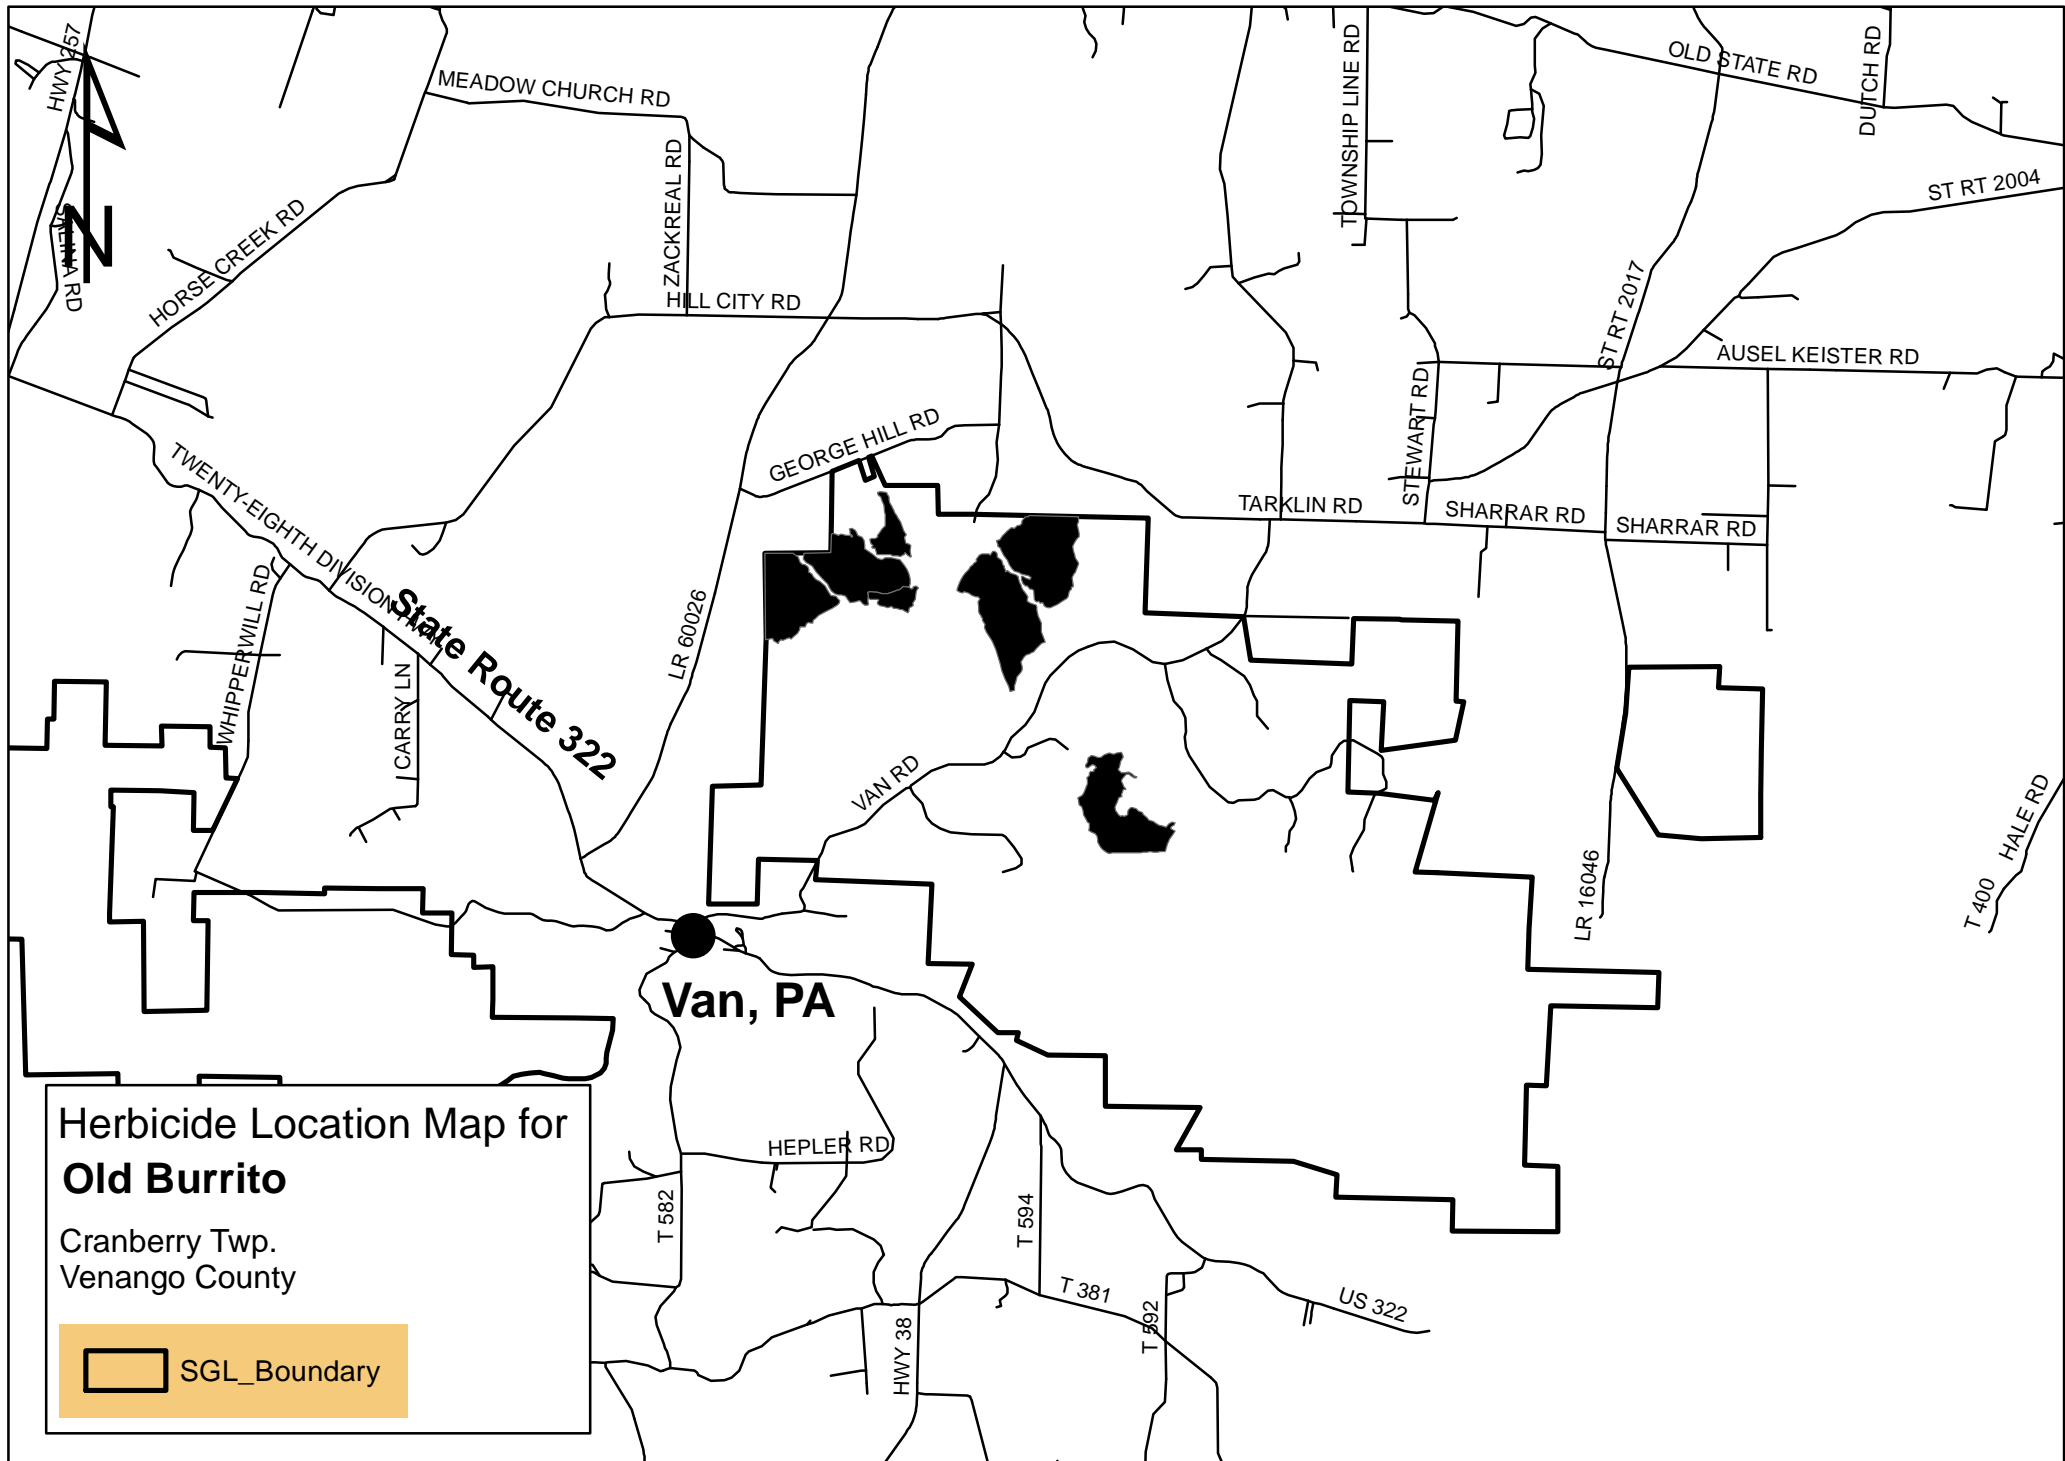 HWY 257
MEADOW CHURCH RD
TOWNSHIP LINE RD
OLD STATE RD
DUTCH RD
ZACKREAL RD
ST RT 2004
N
SALINA RD
HORSE CREEK RD
HILL CITY RD
ST RT 2017
AUSEL KEISTER RD
STEWART RD
GEORGE HILL RD
TWENTY-EIGHTH DIVISION HWY
TARKLIN RD
SHARRAR RD
SHARRAR RD
WHIPPERWILL RD
State Route 322
LR 60026
CARRY LN
VAN RD
HALE RD
LR 16046
T 400
Van, PA
HEPLER RD
T 582
T 594
T 381
T 592
US 322
HWY 38
Herbicide Location Map for
Old Burrito
Cranberry Twp.
Venango County
SGL_Boundary